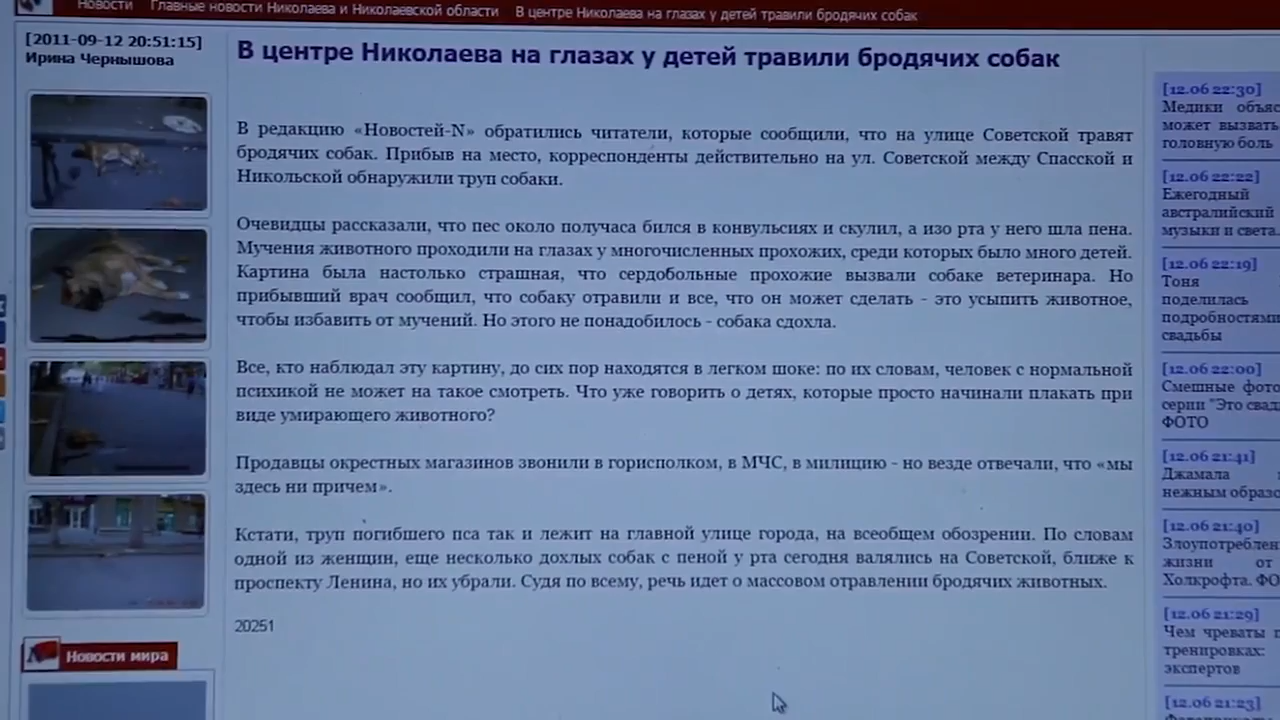 Новости Главные новости Николаева и Николаевской области В центре Николаева на глазах у детей травили бродячих собак
[2011-09-12 20:51:15]
Ирина Чернышова
В центре Николаева на глазах у детей травили бродячих собак
В редакцию «Новостей-N» обратились читатели, которые сообщили, что на улице Советской травят
бродячих собак. Прибыв на место, корреспонденты действительно на ул. Советской между Спасской и
Никольской обнаружили труп собаки.
Очевидцы рассказали, что пес около получаса бился в конвульсиях и скулил, а изо рта у него шла пена.
Мучения животного проходили на глазах у многочисленных прохожих, среди которых было много детей.
Картина была настолько страшная, что сердобольные прохожие вызвали собаке ветеринара. Но
прибывший врач сообщил, что собаку отравили и все, что он может сделать - это усыпить животное,
чтобы избавить от мучений. Но этого не понадобилось - собака сдохла.
Все, кто наблюдал эту картину, до сих пор находятся в легком шоке: по их словам, человек с нормальной
психикой не может на такое смотреть. Что уже говорить о детях, которые просто начинали плакать при
виде умирающего животного?
Продавцы окрестных магазинов звонили в горисполком, в МЧС, в милицию - но везде отвечали, что «мы
здесь ни причем».
Кстати, труп погибшего пса так и лежит на главной улице города, на всеобщем обозрении. По словам
одной из женщин, еще несколько дохлых собак с пеной у рта сегодня валялись на Советской, ближе к
проспекту Ленина, но их убрали. Судя по всему, речь идет о массовом отравлении бродячих животных.
20251
Новости мира
[12.06 22:30]
Медики объяс
может вызвать
головную боль
[12.06 22:22]
Ежегодный
австралийский
музыки и света.
[12.06 22:19]
Тоня
поделилась
подробностями
свадьбы
[12.06 22:00]
Смешные фото
серии "Это свад
ФОТО
[12.06 21:41]
Джамала
нежным образо
[12.06 21:40]
Злоупотреблен
жизни от
Холкрофта. ФО
[12.06 21:29]
Чем чреваты
тренировках:
экспертов
[12.06 21:23]